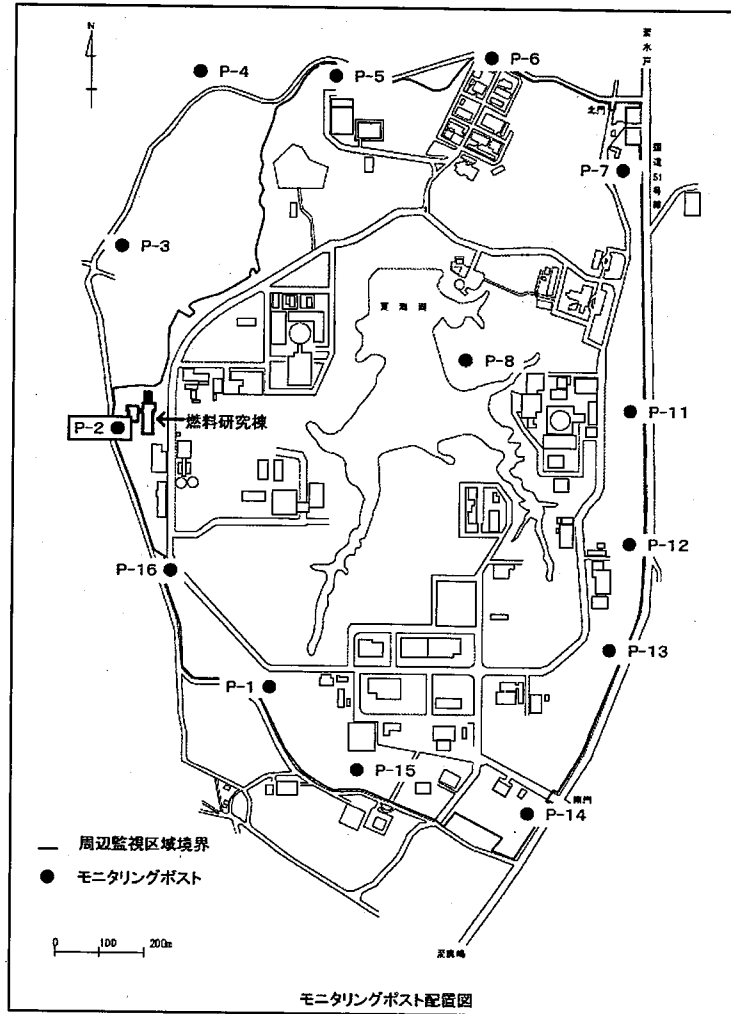 N
至水戸
P-4
P-5
P-6
北門
国道51号線
P-7
P-3
夏海湖
P-8
P-2
燃料研究棟
P-11
P-12
P-16
P-13
P-1
P-15
南門
P-14
周辺監視区域境界
モニタリングポスト
0 100 200m
至鹿嶋
モニタリングポスト配置図